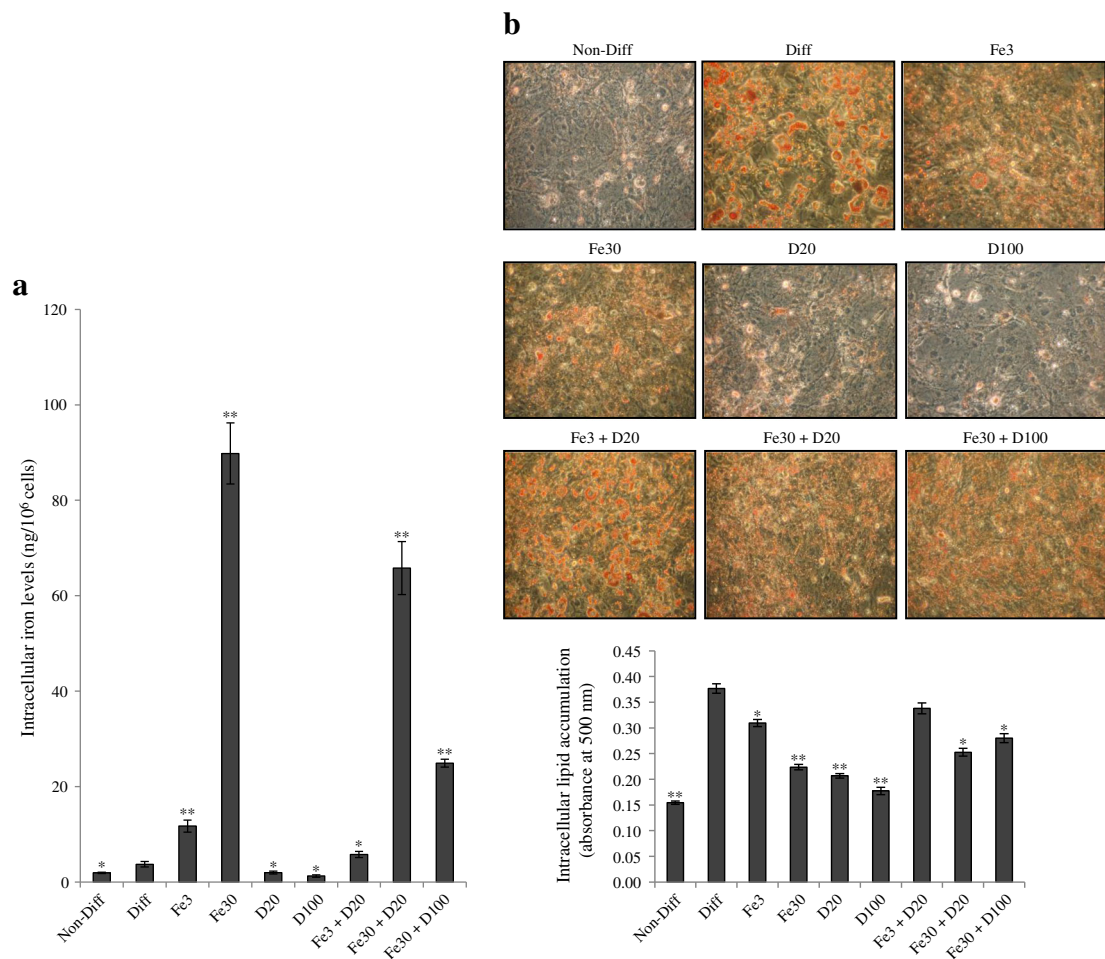 a
Intracellular iron levels (ng/10⁶ cells)
120
100
80
60
40
20
0
*
**
**
*
*
*
**
**
Non-Diff
Diff
Fe3
Fe30
D20
D100
Fe3 + D20
Fe30 + D20
Fe30 + D100
b
Non-Diff
Diff
Fe3
Fe30
D20
D100
Fe3 + D20
Fe30 + D20
Fe30 + D100
Intracellular lipid accumulation
(absorbance at 500 nm)
0.45
0.40
0.35
0.30
0.25
0.20
0.15
0.10
0.05
0.00
**
*
**
**
**
*
*
Non-Diff
Diff
Fe3
Fe30
D20
D100
Fe3 + D20
Fe30 + D20
Fe30 + D100